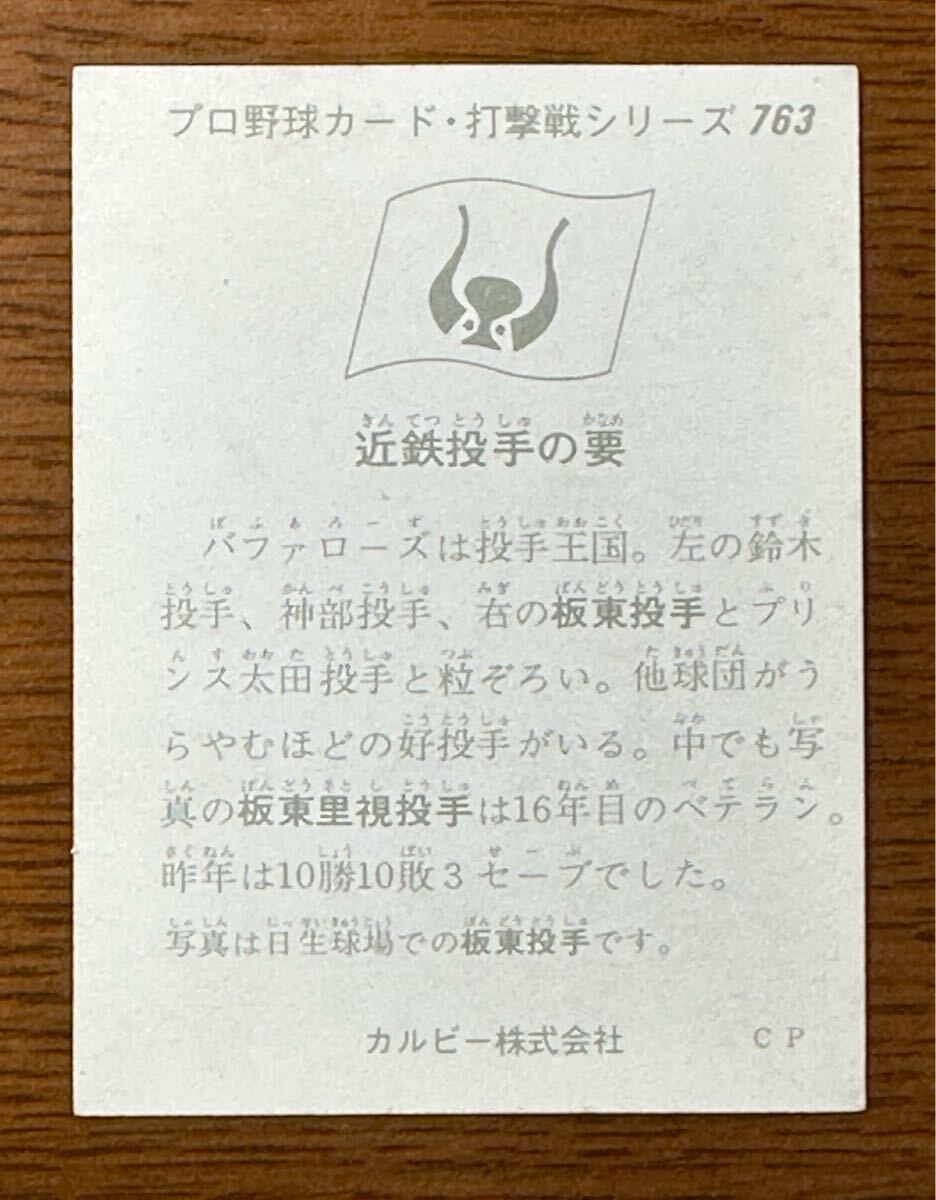 プロ野球カード・打撃戦シリーズ 763
近鉄投手の要
バファローズは投手王国。左の鈴木
投手、神部投手、右の板東投手とプリ
ンス太田投手と粒ぞろい。他球団がう
らやむほどの好投手がいる。中でも写
真の板東里視投手は16年目のベテラン。
昨年は10勝10敗3セーブでした。
写真は日生球場での板東投手です。
カルビー株式会社 CP